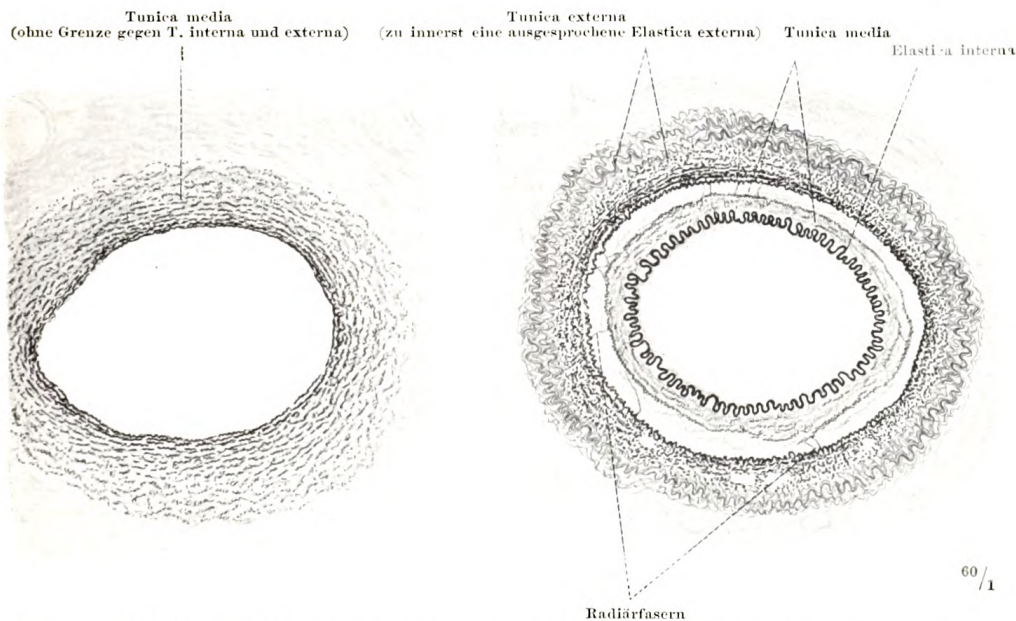 Tunica media
(ohne Grenze gegen T. interna und externa)
Tunica externa
(zu innerst eine ausgesprochene Elastica externa)
Tunica media
Elasti a interna
Radiärfasern
60/1